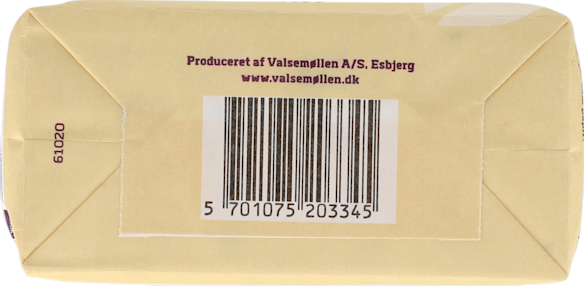 Produceret af Valsemøllen A/S, Esbjerg
www.valsemøllen.dk
61020
5 701075 203345